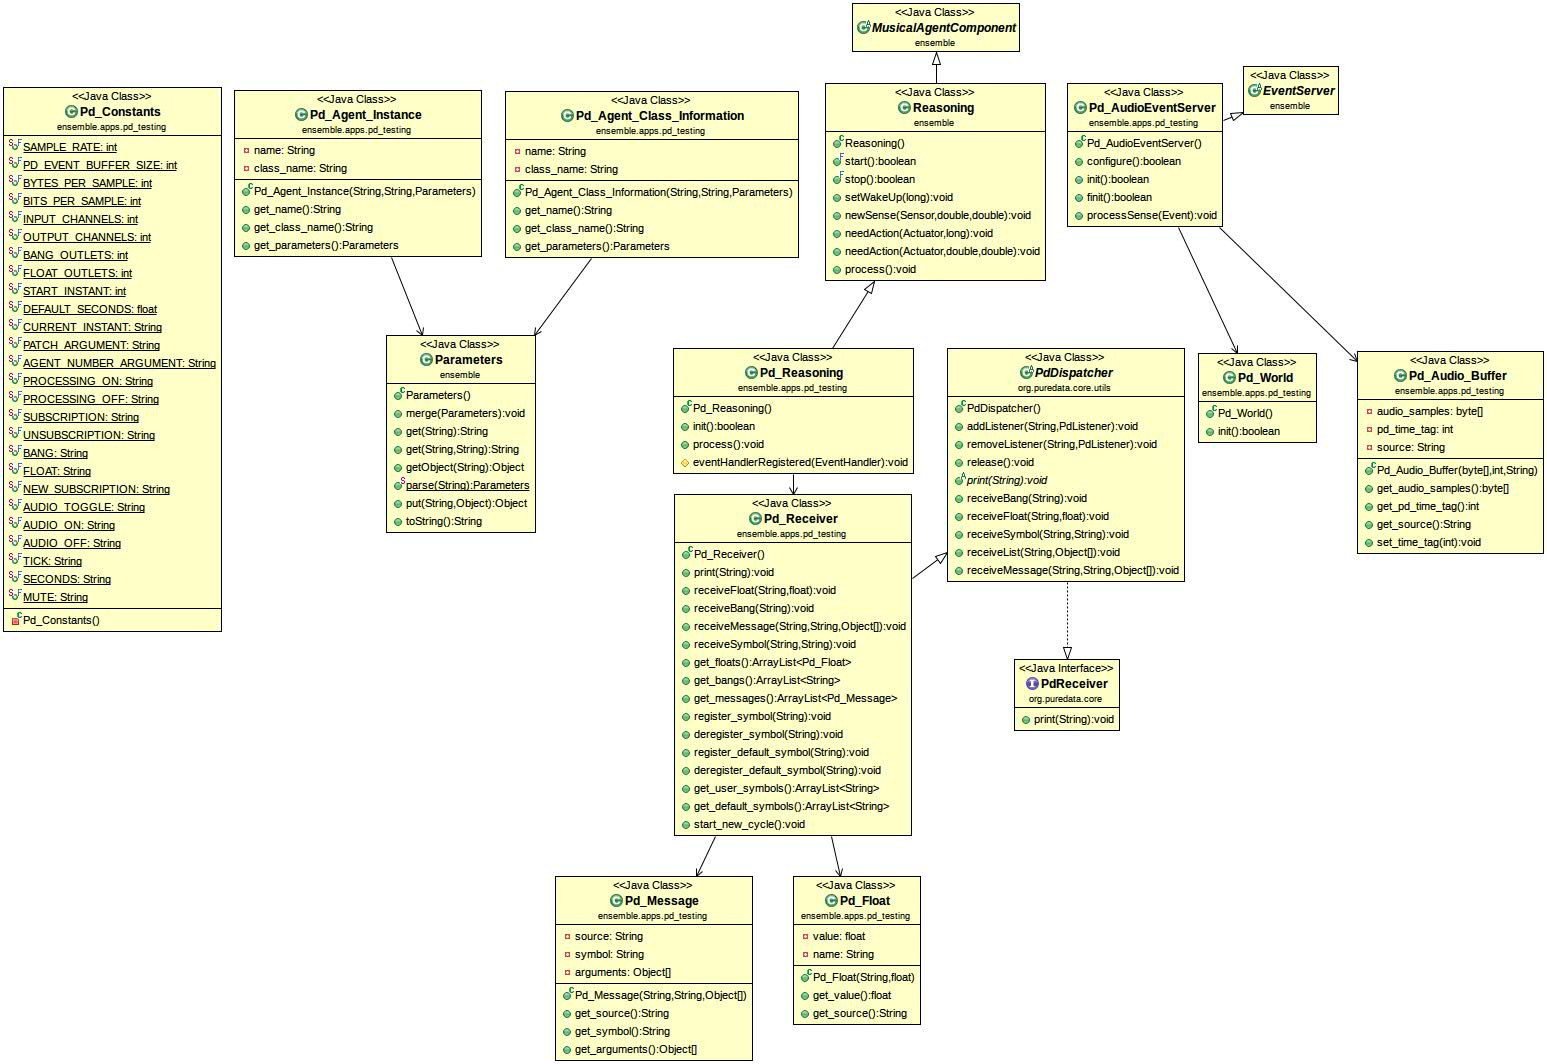 <<Java Class>>
MusicalAgentComponent
ensemble
<<Java Class>>
EventServer
ensemble
<<Java Class>>
Pd_Constants
ensemble.apps.pd_testing
SAMPLE_RATE: int
PD_EVENT_BUFFER_SIZE: int
BYTES_PER_SAMPLE: int
BITS_PER_SAMPLE: int
INPUT_CHANNELS: int
OUTPUT_CHANNELS: int
BANG_OUTLETS: int
FLOAT_OUTLETS: int
START_INSTANT: int
DEFAULT_SECONDS: float
CURRENT_INSTANT: String
PATCH_ARGUMENT: String
AGENT_NUMBER_ARGUMENT: String
PROCESSING_ON: String
PROCESSING_OFF: String
SUBSCRIPTION: String
UNSUBSCRIPTION: String
BANG: String
FLOAT: String
NEW_SUBSCRIPTION: String
AUDIO_TOGGLE: String
AUDIO_ON: String
AUDIO_OFF: String
TICK: String
SECONDS: String
MUTE: String
Pd_Constants()
<<Java Class>>
Pd_Agent_Instance
ensemble.apps.pd_testing
name: String
class_name: String
Pd_Agent_Instance(String,String,Parameters)
get_name():String
get_class_name():String
get_parameters():Parameters
<<Java Class>>
Pd_Agent_Class_Information
ensemble.apps.pd_testing
name: String
class_name: String
Pd_Agent_Class_Information(String,String,Parameters)
get_name():String
get_class_name():String
get_parameters():Parameters
<<Java Class>>
Reasoning
ensemble
Reasoning()
start():boolean
stop():boolean
setWakeUp(long):void
newSense(Sensor,double,double):void
needAction(Actuator,long):void
needAction(Actuator,double,double):void
process():void
<<Java Class>>
Pd_AudioEventServer
ensemble.apps.pd_testing
Pd_AudioEventServer()
configure():boolean
init():boolean
finit():boolean
processSense(Event):void
<<Java Class>>
Parameters
ensemble
Parameters()
merge(Parameters):void
get(String):String
get(String,String):String
getObject(String):Object
parse(String):Parameters
put(String,Object):Object
toString():String
<<Java Class>>
Pd_Reasoning
ensemble.apps.pd_testing
Pd_Reasoning()
init():boolean
process():void
eventHandlerRegistered(EventHandler):void
<<Java Class>>
PdDispatcher
org.puredata.core.utils
PdDispatcher()
addListener(String,PdListener):void
removeListener(String,PdListener):void
release():void
print(String):void
receiveBang(String):void
receiveFloat(String,float):void
receiveSymbol(String,String):void
receiveList(String,Object[]):void
receiveMessage(String,String,Object[]):void
<<Java Class>>
Pd_World
ensemble.apps.pd_testing
Pd_World()
init():boolean
<<Java Class>>
Pd_Audio_Buffer
ensemble.apps.pd_testing
audio_samples: byte[]
pd_time_tag: int
source: String
Pd_Audio_Buffer(byte[],int,String)
get_audio_samples():byte[]
get_pd_time_tag():int
get_source():String
set_time_tag(int):void
<<Java Class>>
Pd_Receiver
ensemble.apps.pd_testing
Pd_Receiver()
print(String):void
receiveFloat(String,float):void
receiveBang(String):void
receiveMessage(String,String,Object[]):void
receiveSymbol(String,String):void
get_floats():ArrayList<Pd_Float>
get_bangs():ArrayList<String>
get_messages():ArrayList<Pd_Message>
register_symbol(String):void
deregister_symbol(String):void
register_default_symbol(String):void
deregister_default_symbol(String):void
get_user_symbols():ArrayList<String>
get_default_symbols():ArrayList<String>
start_new_cycle():void
<<Java Interface>>
PdReceiver
org.puredata.core
print(String):void
<<Java Class>>
Pd_Message
ensemble.apps.pd_testing
source: String
symbol: String
arguments: Object[]
Pd_Message(String,String,Object[])
get_source():String
get_symbol():String
get_arguments():Object[]
<<Java Class>>
Pd_Float
ensemble.apps.pd_testing
value: float
name: String
Pd_Float(String,float)
get_value():float
get_source():String